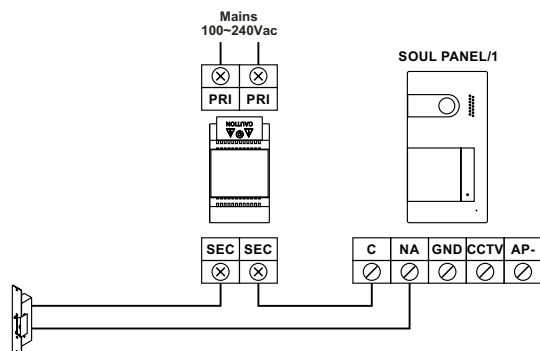 Mains
100~240Vac
SOUL PANEL/1
PRI PRI
CAUTION
SEC SEC
C NA GND CCTV AP-